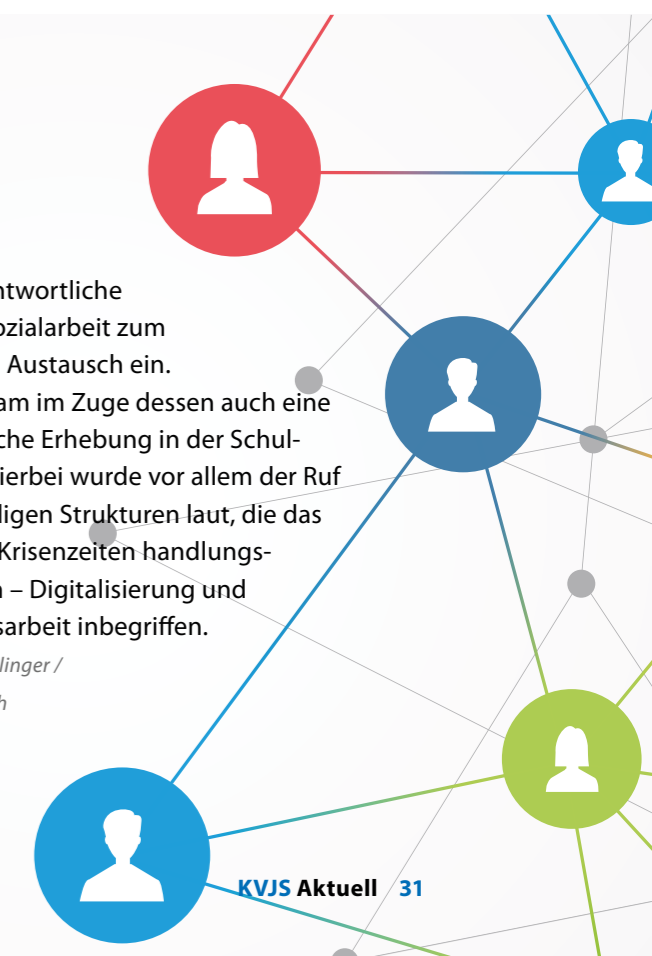 ntwortliche
ozialarbeit zum
Austausch ein.
am im Zuge dessen auch eine
che Erhebung in der Schul-
ierbei wurde vor allem der Ruf
ligen Strukturen laut, die das
Krisenzeiten handlungs-
n – Digitalisierung und
sarbeit inbegriffen.
linger /
h
KVJS Aktuell 31